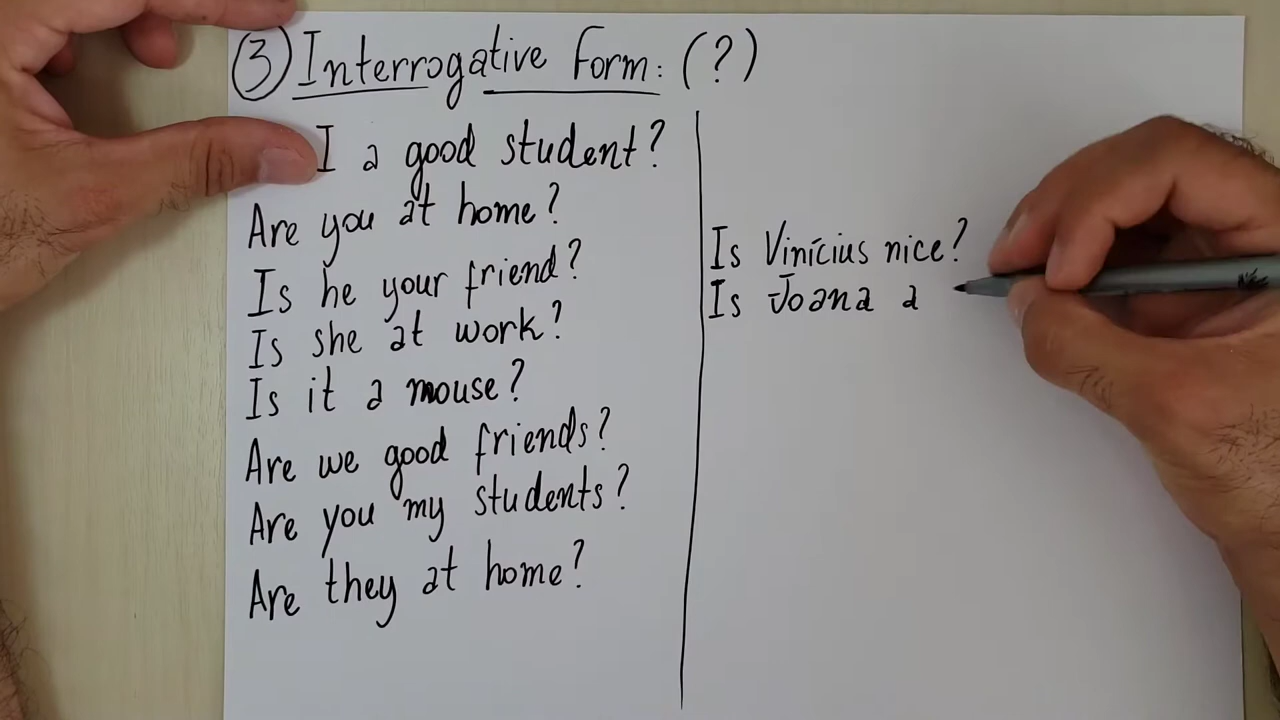 ③ Interrogative Form: (?)
I a good student?
Are you at home?
Is he your friend?
Is she at work?
Is it a mouse?
Are we good friends?
Are you my students?
Are they at home?
Is Vinícius nice?
Is Joana a